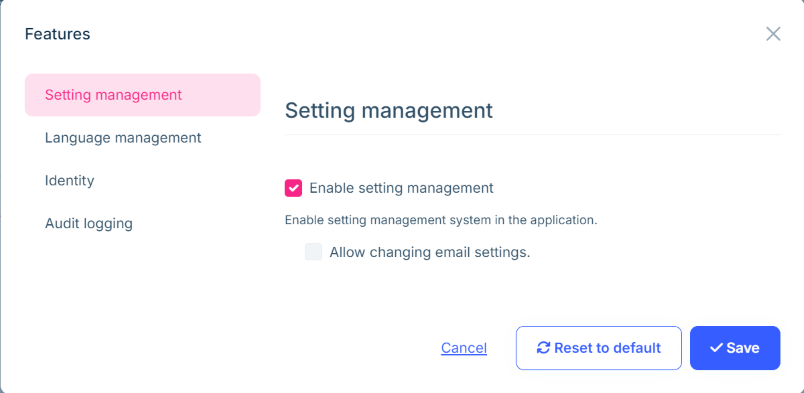 Features
Setting management
Language management
Identity
Audit logging
Setting management
Enable setting management
Enable setting management system in the application.
Allow changing email settings.
Cancel
Reset to default
Save